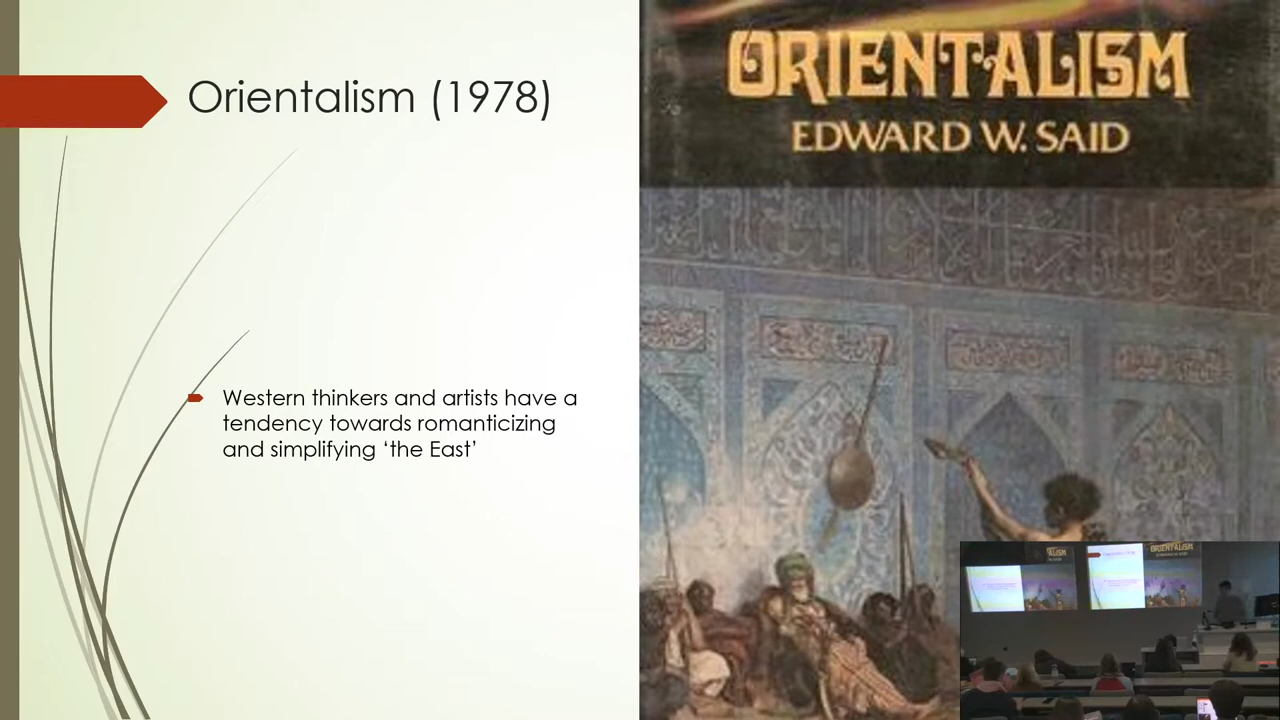 Orientalism (1978)
Western thinkers and artists have a
tendency towards romanticizing
and simplifying ‘the East’
ORIENTALISM
EDWARD W. SAID